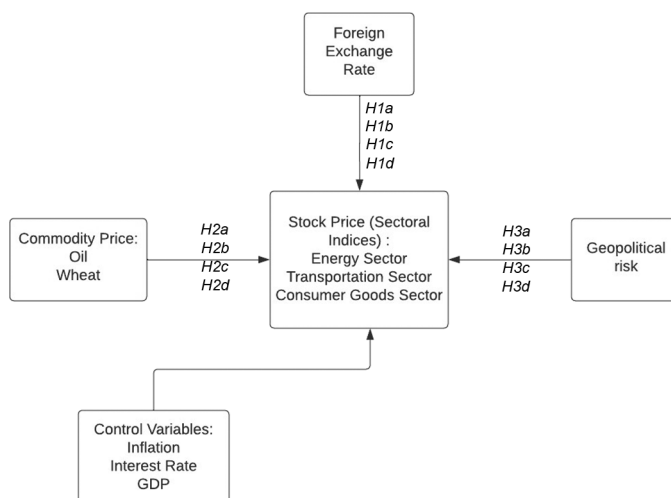 Foreign
Exchange
Rate
H1a
H1b
H1c
H1d
Commodity Price:
Oil
Wheat
H2a
H2b
H2c
H2d
Stock Price (Sectoral
Indices) :
Energy Sector
Transportation Sector
Consumer Goods Sector
H3a
H3b
H3c
H3d
Geopolitical
risk
Control Variables:
Inflation
Interest Rate
GDP